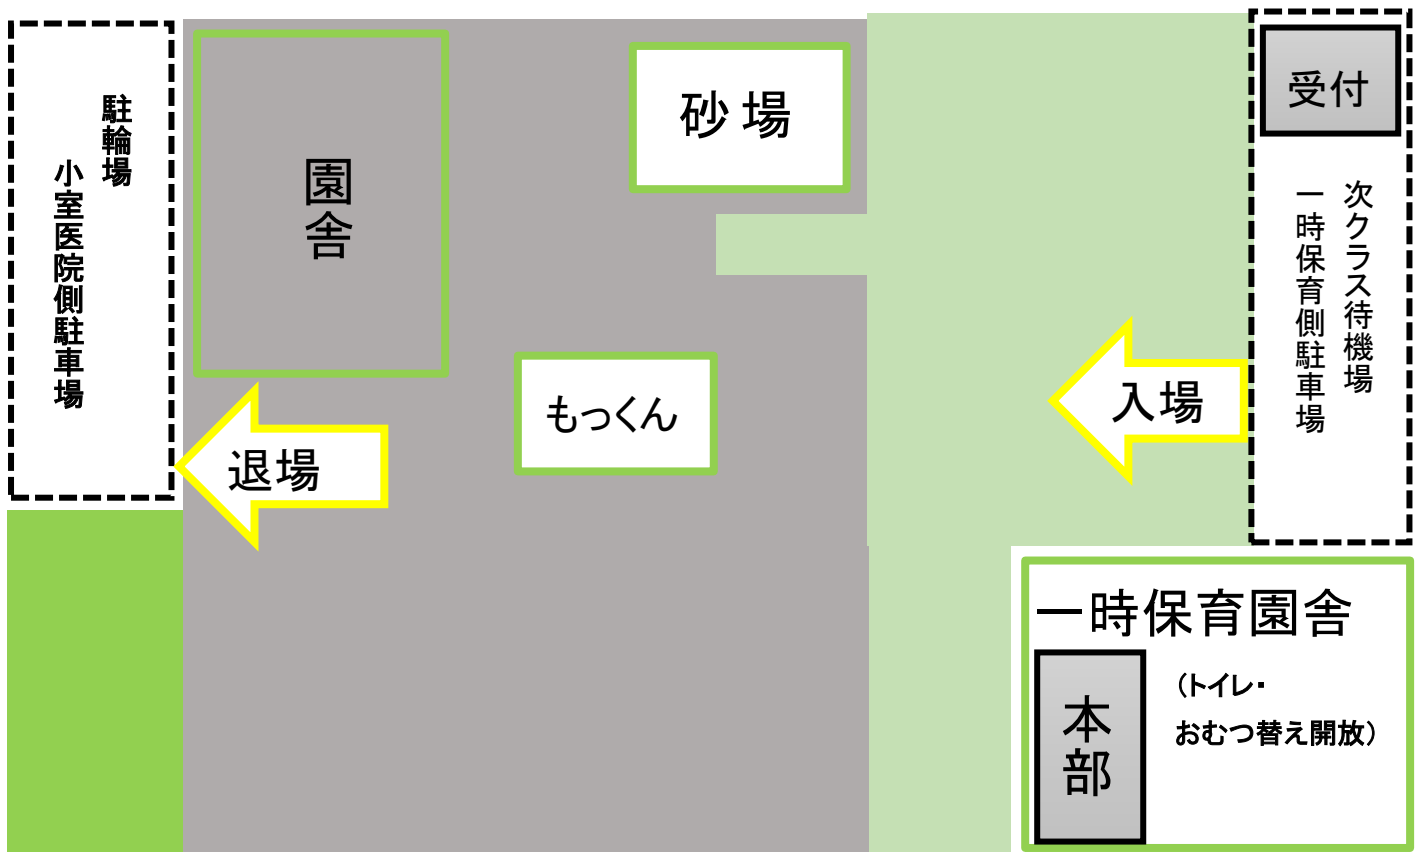 駐輪場
小室医院側駐車場
園舎
砂場
受付
次クラス待機場
一時保育側駐車場
もっくん
入場
退場
一時保育園舎
本部
（トイレ・
おむつ替え開放）